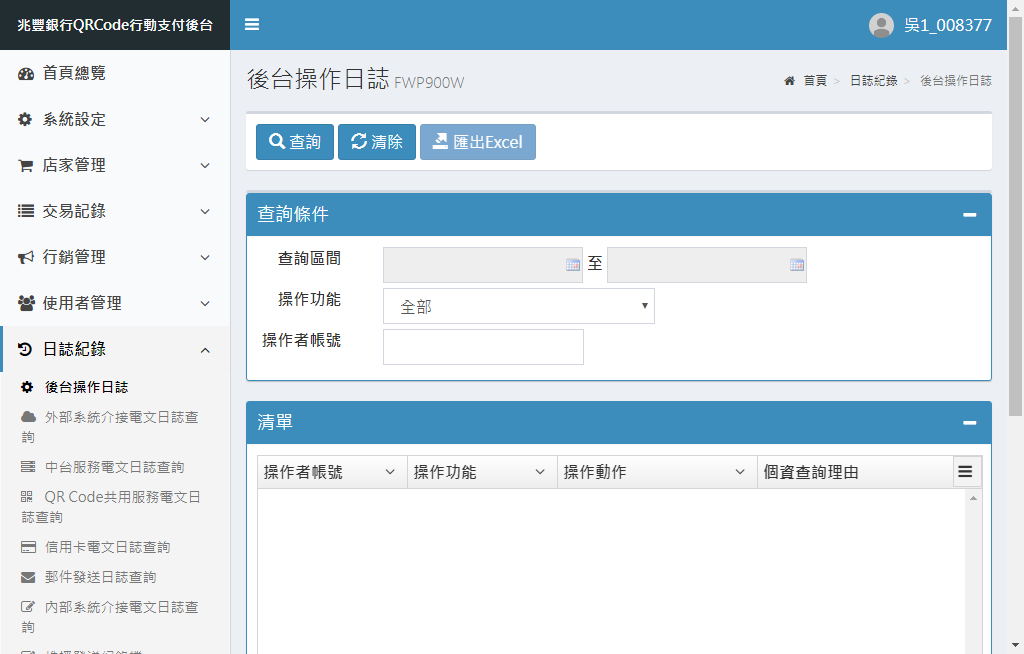 兆豐銀行QRCode行動支付後台
吳1_008377
首頁總覽
系統設定
店家管理
交易記錄
行銷管理
使用者管理
日誌紀錄
後台操作日誌
外部系統介接電文日誌查
詢
中台服務電文日誌查詢
QR Code共用服務電文日
誌查詢
信用卡電文日誌查詢
郵件發送日誌查詢
內部系統介接電文日誌查
詢
後台操作日誌 FWP900W
首頁 > 日誌紀錄 > 後台操作日誌
查詢 清除 匯出Excel
查詢條件
查詢區間 至
操作功能 全部
操作者帳號
清單
操作者帳號 操作功能 操作動作 個資查詢理由